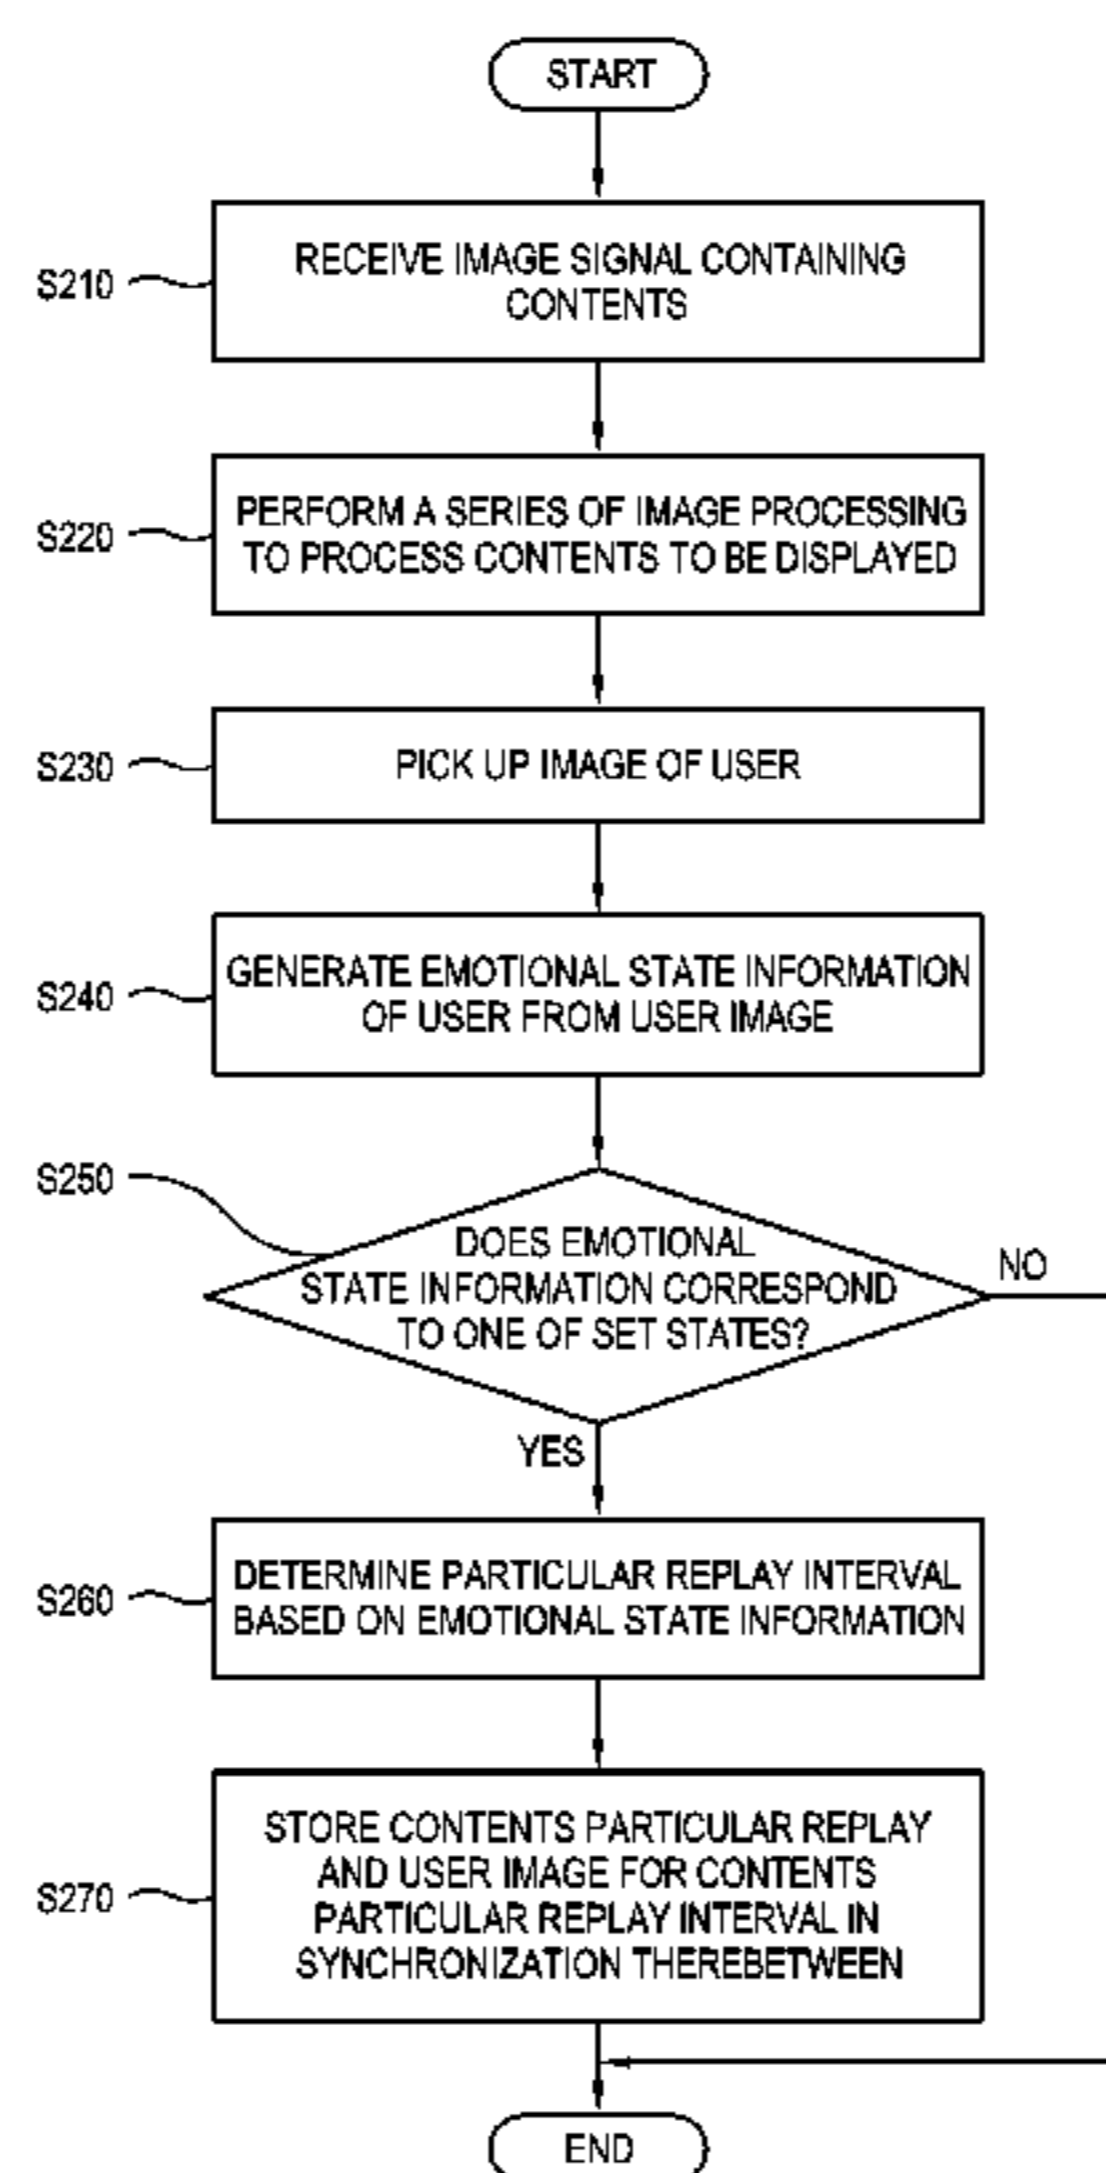 START
S210
RECEIVE IMAGE SIGNAL CONTAINING
CONTENTS
S220
PERFORM A SERIES OF IMAGE PROCESSING
TO PROCESS CONTENTS TO BE DISPLAYED
S230
PICK UP IMAGE OF USER
S240
GENERATE EMOTIONAL STATE INFORMATION
OF USER FROM USER IMAGE
S250
DOES EMOTIONAL
STATE INFORMATION CORRESPOND
TO ONE OF SET STATES?
NO
YES
S260
DETERMINE PARTICULAR REPLAY INTERVAL
BASED ON EMOTIONAL STATE INFORMATION
S270
STORE CONTENTS PARTICULAR REPLAY
AND USER IMAGE FOR CONTENTS
PARTICULAR REPLAY INTERVAL IN
SYNCHRONIZATION THEREBETWEEN
END